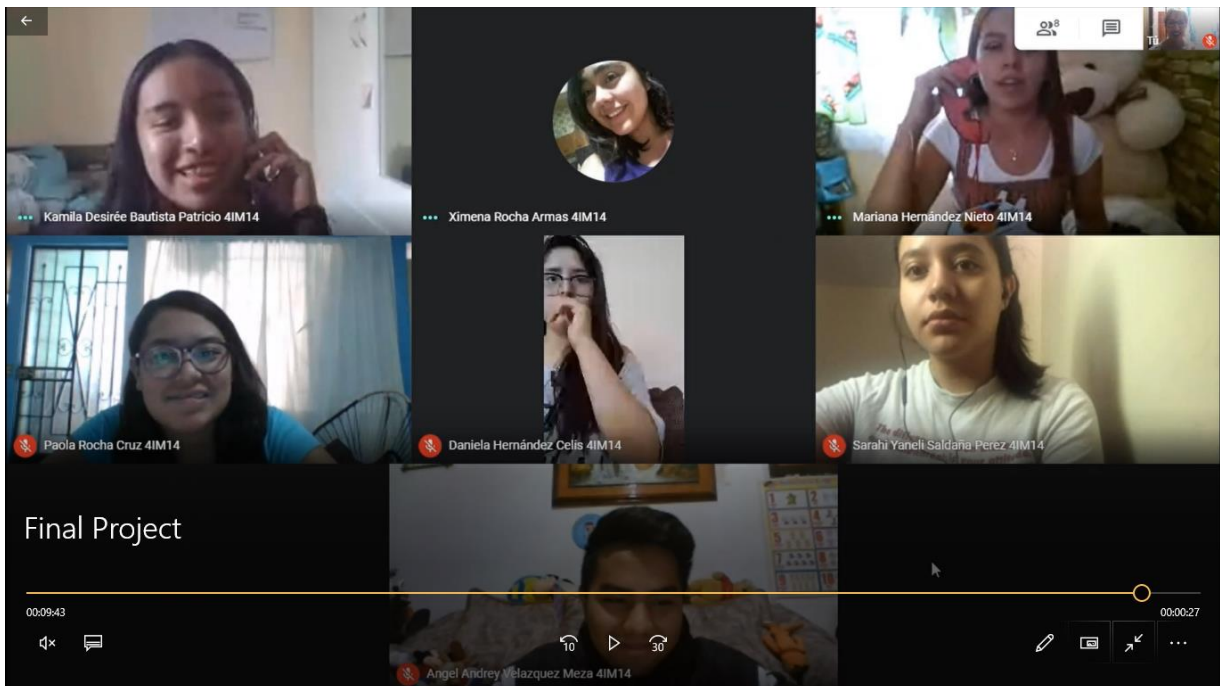 8
Tú
Kamila Desirée Bautista Patricio 4IM14
Ximena Rocha Armas 4IM14
Mariana Hernández Nieto 4IM14
Paola Rocha Cruz 4IM14
Daniela Hernández Celis 4IM14
Sarahi Yaneli Saldaña Perez 4IM14
Final Project
00:09:43
00:00:27
10
30
Angel Andrey Velazquez Meza 4IM14